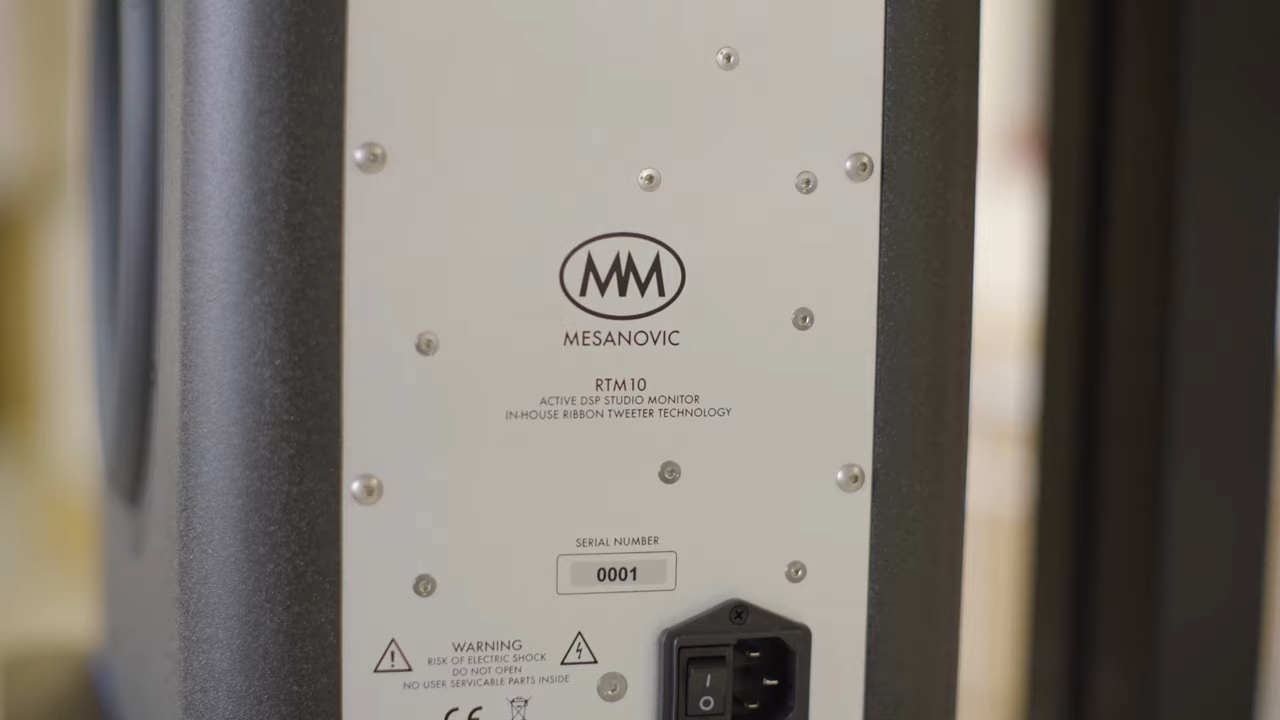 MM
MESANOVIC
RTM10
ACTIVE DSP STUDIO MONITOR
IN-HOUSE RIBBON TWEETER TECHNOLOGY
SERIAL NUMBER
0001
WARNING
RISK OF ELECTRIC SHOCK
DO NOT OPEN
NO USER SERVICABLE PARTS INSIDE
CE